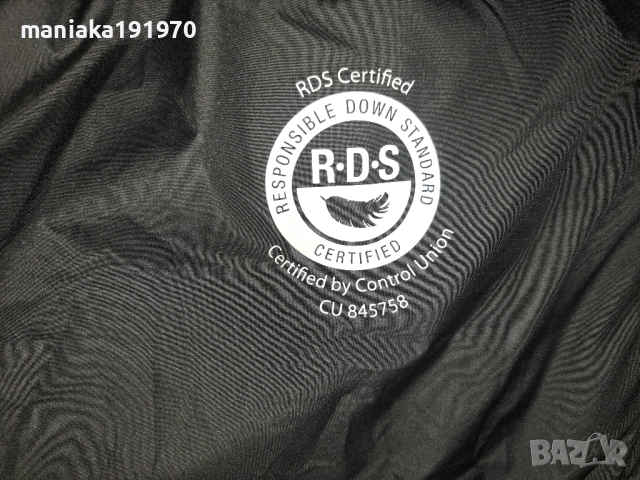 maniaka191970
RDS Certified
RESPONSIBLE DOWN STANDARD
R·D·S
CERTIFIED
Certified by Control Union
CU 845758
BAZAR